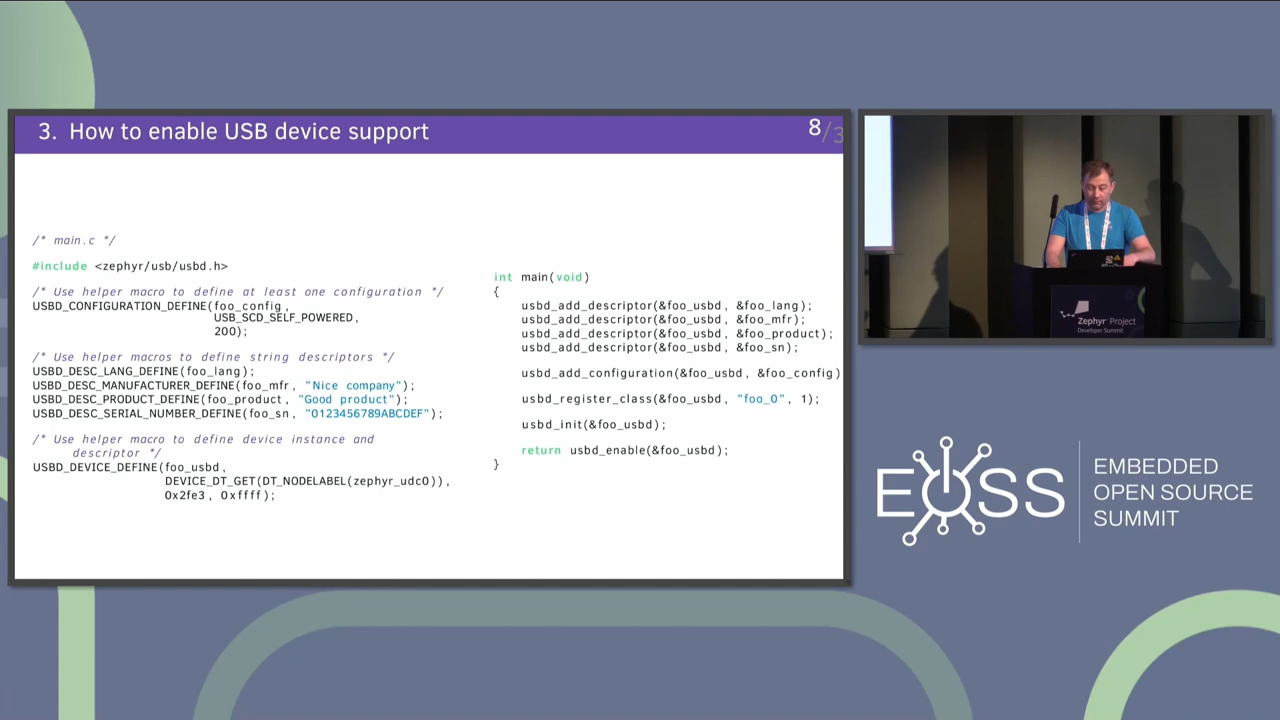 3. How to enable USB device support
8/3
/* main.c */
#include <zephyr/usb/usbd.h>
/* Use helper macro to define at least one configuration */
USBD_CONFIGURATION_DEFINE(foo_config,
USB_SCD_SELF_POWERED,
200);
/* Use helper macros to define string descriptors */
USBD_DESC_LANG_DEFINE(foo_lang);
USBD_DESC_MANUFACTURER_DEFINE(foo_mfr, "Nice company");
USBD_DESC_PRODUCT_DEFINE(foo_product, "Good product");
USBD_DESC_SERIAL_NUMBER_DEFINE(foo_sn, "0123456789ABCDEF");
/* Use helper macro to define device instance and
descriptor */
USBD_DEVICE_DEFINE(foo_usbd,
DEVICE_DT_GET(DT_NODELABEL(zephyr_udc0)),
0x2fe3, 0xffff);
int main(void)
{
usbd_add_descriptor(&foo_usbd, &foo_lang);
usbd_add_descriptor(&foo_usbd, &foo_mfr);
usbd_add_descriptor(&foo_usbd, &foo_product);
usbd_add_descriptor(&foo_usbd, &foo_sn);
usbd_add_configuration(&foo_usbd, &foo_config)
usbd_register_class(&foo_usbd, "foo_0", 1);
usbd_init(&foo_usbd);
return usbd_enable(&foo_usbd);
}
Zephyr Project
Developer Summit
EOSS
EMBEDDED
OPEN SOURCE
SUMMIT